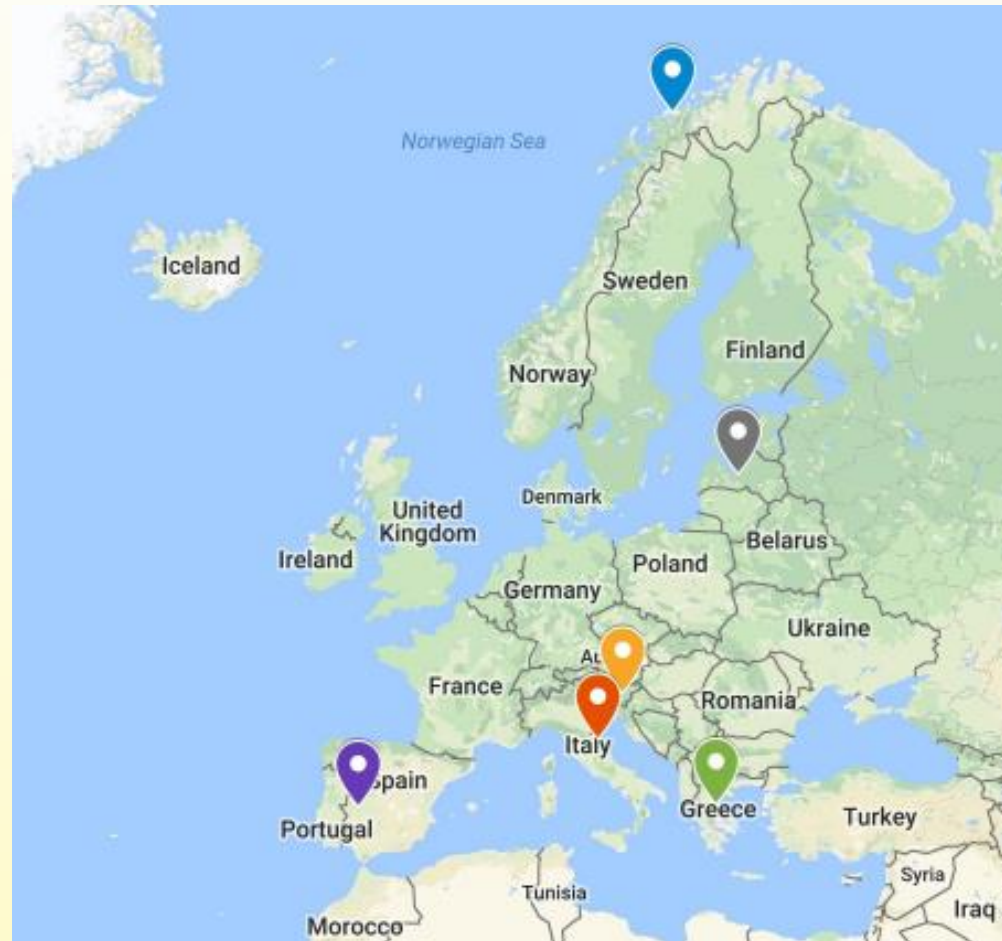 Norwegian Sea
Iceland
Sweden
Finland
Norway
Denmark
United
Kingdom
Ireland
Belarus
Poland
Germany
Ukraine
Au
France
Romania
Italy
Spain
Greece
Portugal
Turkey
Syria
Tunisia
Iraq
Morocco